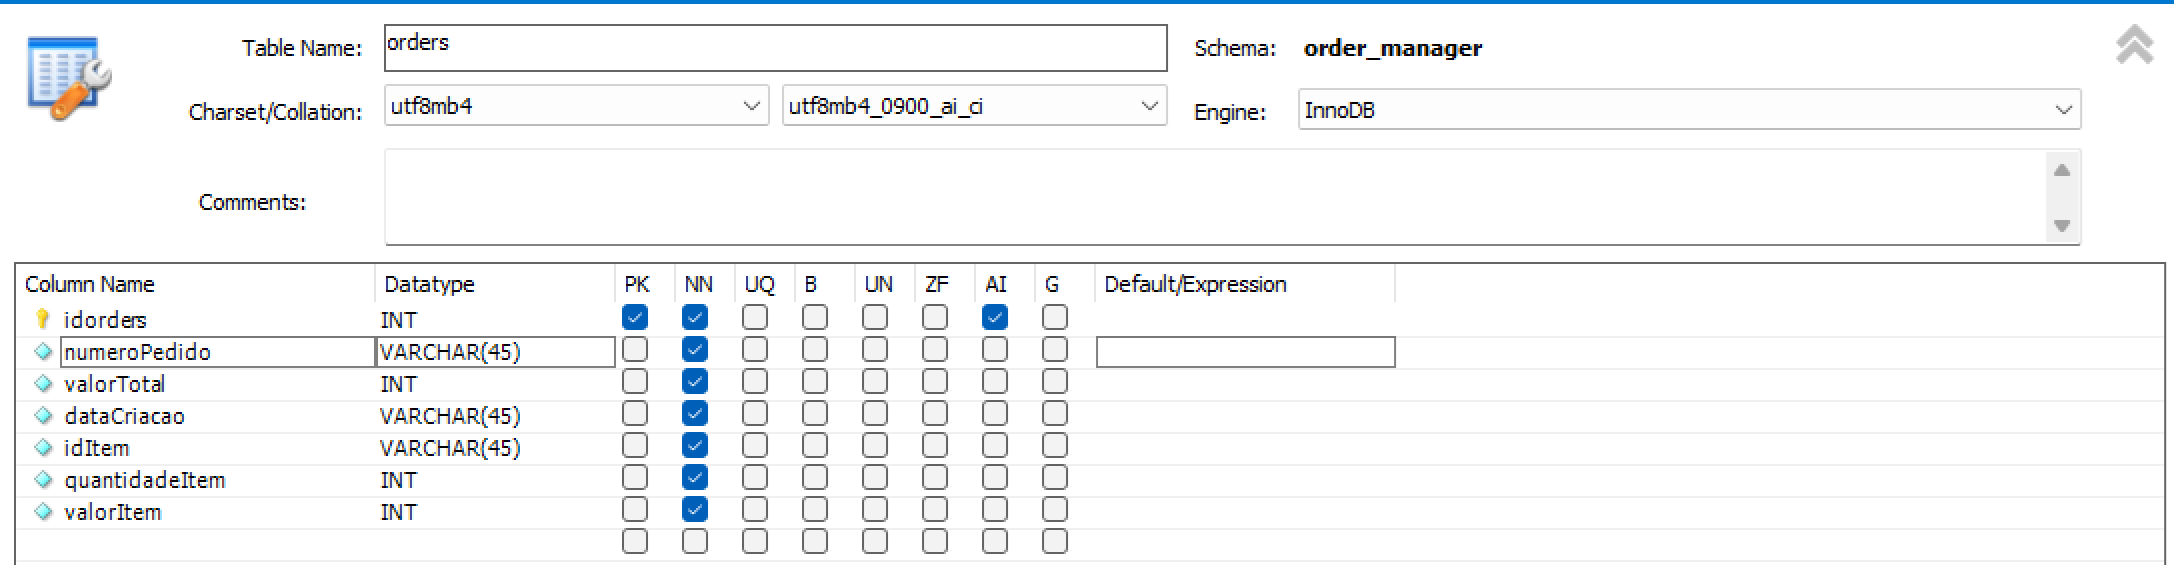 Table Name: orders Schema: order_manager
Charset/Collation: utf8mb4 utf8mb4_0900_ai_ci Engine: InnoDB
Comments:
Column Name Datatype PK NN UQ B UN ZF AI G Default/Expression
idorders INT
numeroPedido VARCHAR(45)
valorTotal INT
dataCriacao VARCHAR(45)
idItem VARCHAR(45)
quantidadeItem INT
valorItem INT